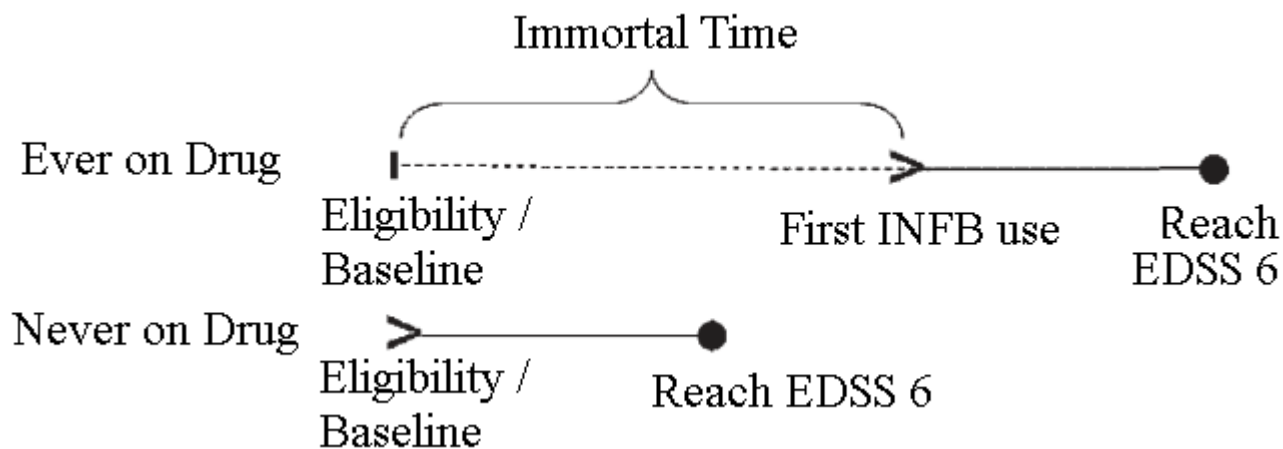 Immortal Time
Ever on Drug
Eligibility /
Baseline
First INFB use
Reach
EDSS 6
Never on Drug
Eligibility /
Baseline
Reach EDSS 6